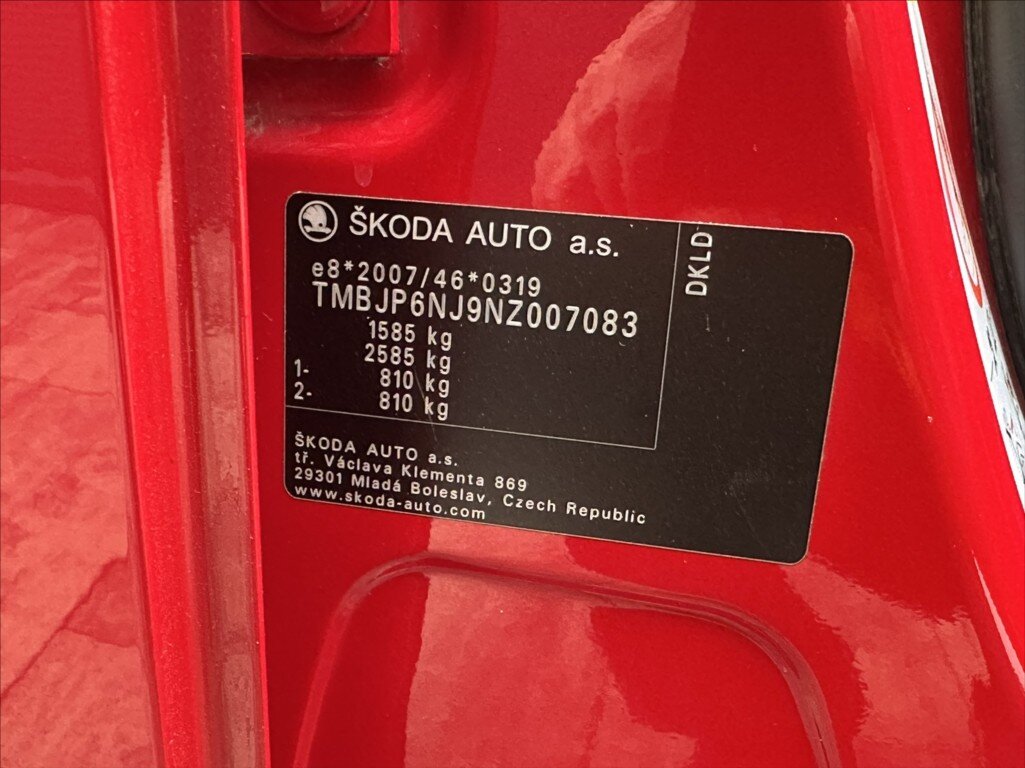 ŠKODA AUTO a.s.
e8*2007/46*0319
TMBJP6NJ9NZ007083
1585 kg
2585 kg
1- 810 kg
2- 810 kg
DKLD
ŠKODA AUTO a.s.
tř. Václava Klementa 869
29301 Mladá Boleslav, Czech Republic
www.skoda-auto.com